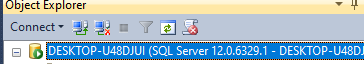 Object Explorer
Connect
DESKTOP-U48DJUI (SQL Server 12.0.6329.1 - DESKTOP-U48DJ